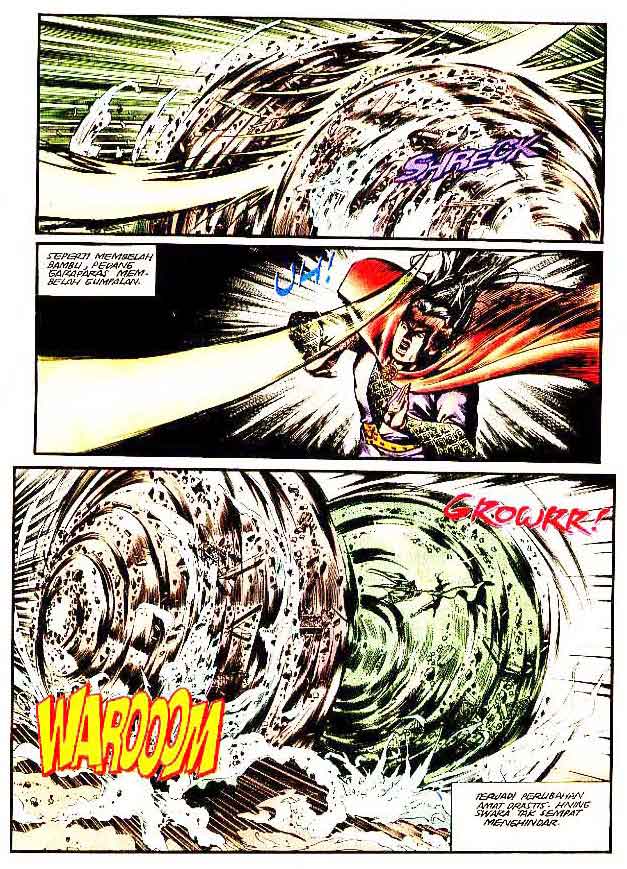 SHRECK
SEPERTI MEMBELAH
BAMBU, PEDANG
GARAPARAS MEM-
BELAH GUMPALAN.
UH!
GROWRR!
WAROOOM
TERJADI PERUBAHAN
AMAT DRASTIS. HNING
SWARA TAK SEMPAT
MENGHINDAR.